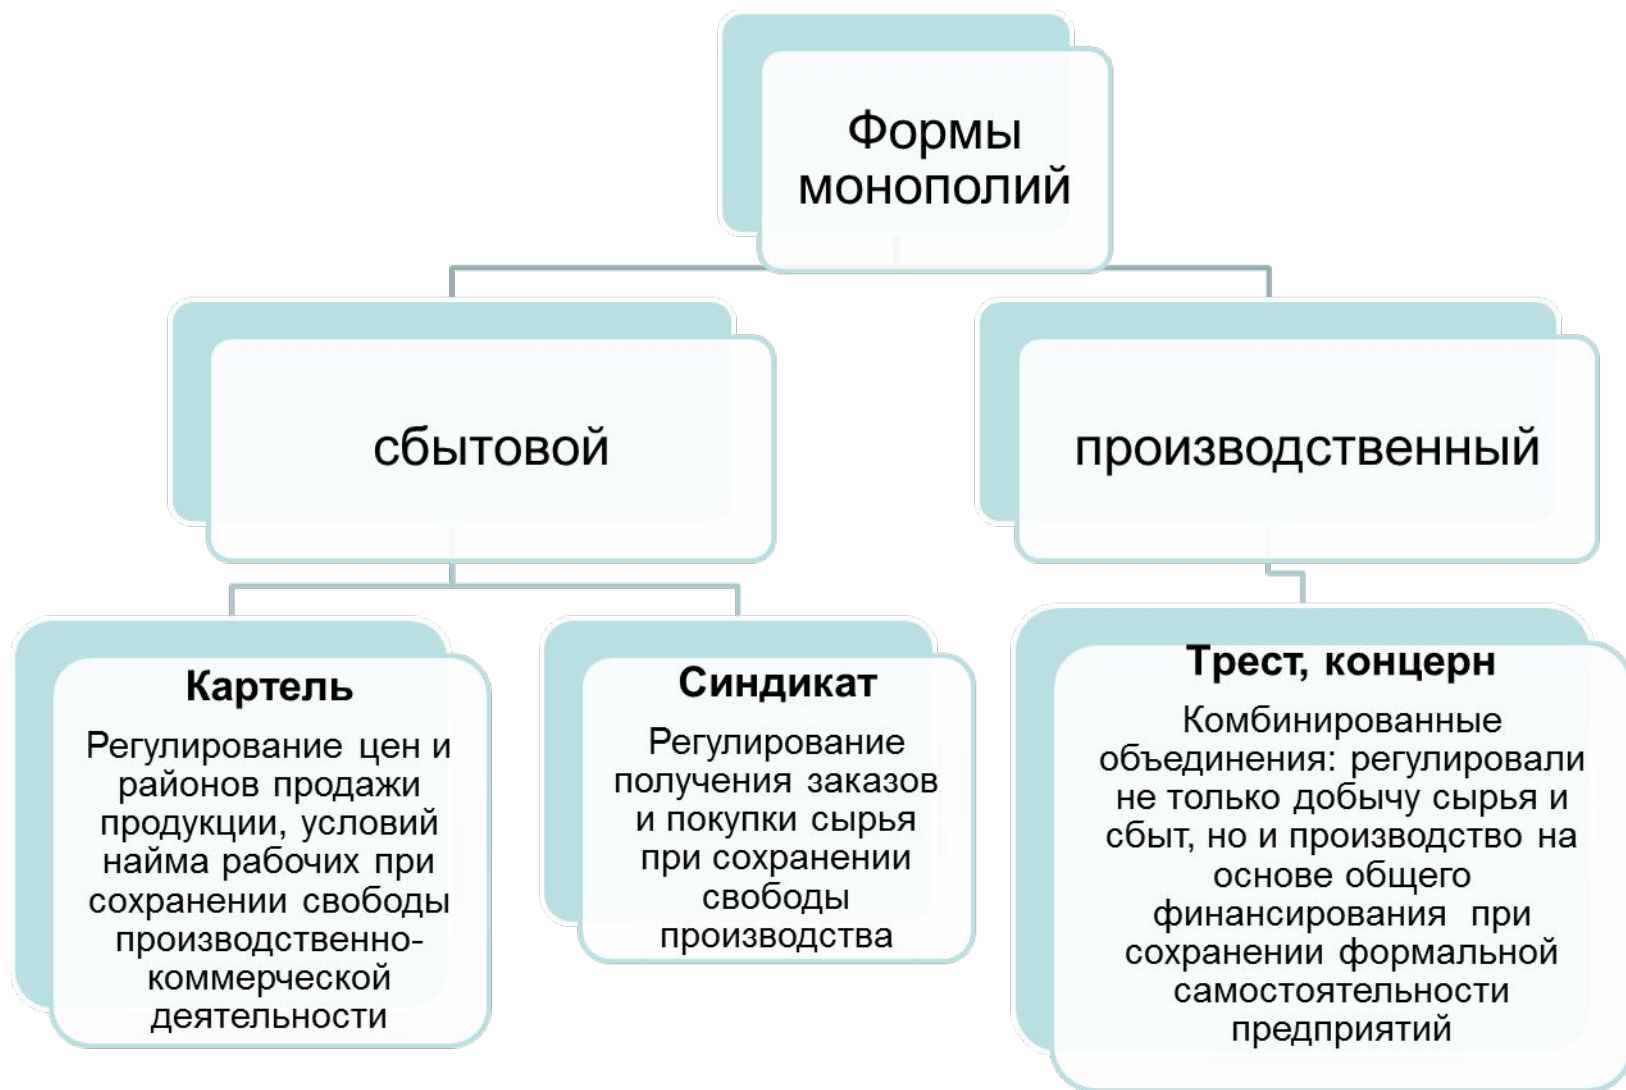 Формы
монополий
сбытовой
производственный
Картель
Регулирование цен и
районов продажи
продукции, условий
найма рабочих при
сохранении свободы
производственно-
коммерческой
деятельности
Синдикат
Регулирование
получения заказов
и покупки сырья
при сохранении
свободы
производства
Трест, концерн
Комбинированные
объединения: регулировали
не только добычу сырья и
сбыт, но и производство на
основе общего
финансирования при
сохранении формальной
самостоятельности
предприятий